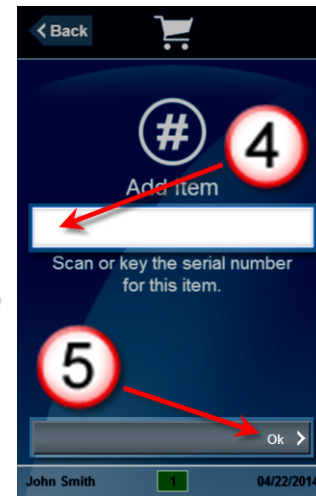 Back
#
4
Add Item
Scan or key the serial number
for this item.
5
Ok
John Smith 1 04/22/2014